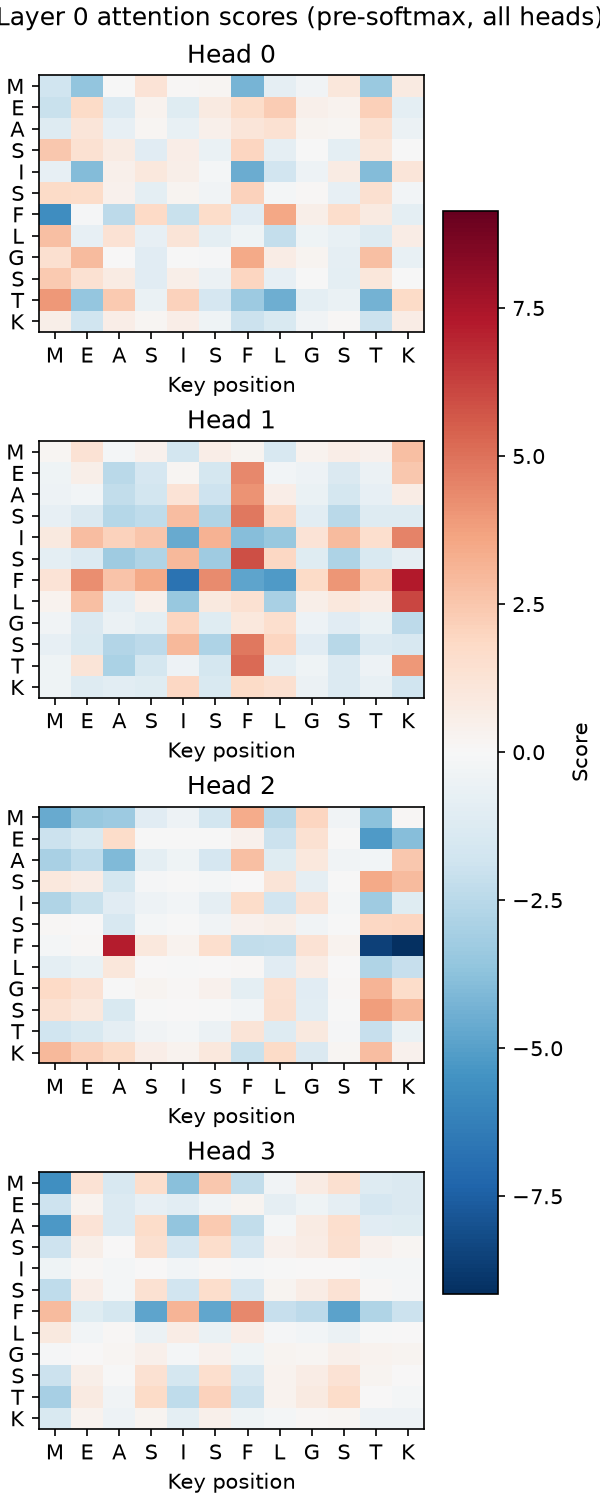 Layer 0 attention scores (pre-softmax, all heads)
Head 0
M
E
A
S
I
S
F
L
G
S
T
K
M E A S I S F L G S T K
Key position
Head 1
M
E
A
S
I
S
F
L
G
S
T
K
M E A S I S F L G S T K
Key position
Head 2
M
E
A
S
I
S
F
L
G
S
T
K
M E A S I S F L G S T K
Key position
Head 3
M
E
A
S
I
S
F
L
G
S
T
K
M E A S I S F L G S T K
Key position
7.5
5.0
2.5
0.0
−2.5
−5.0
−7.5
Score